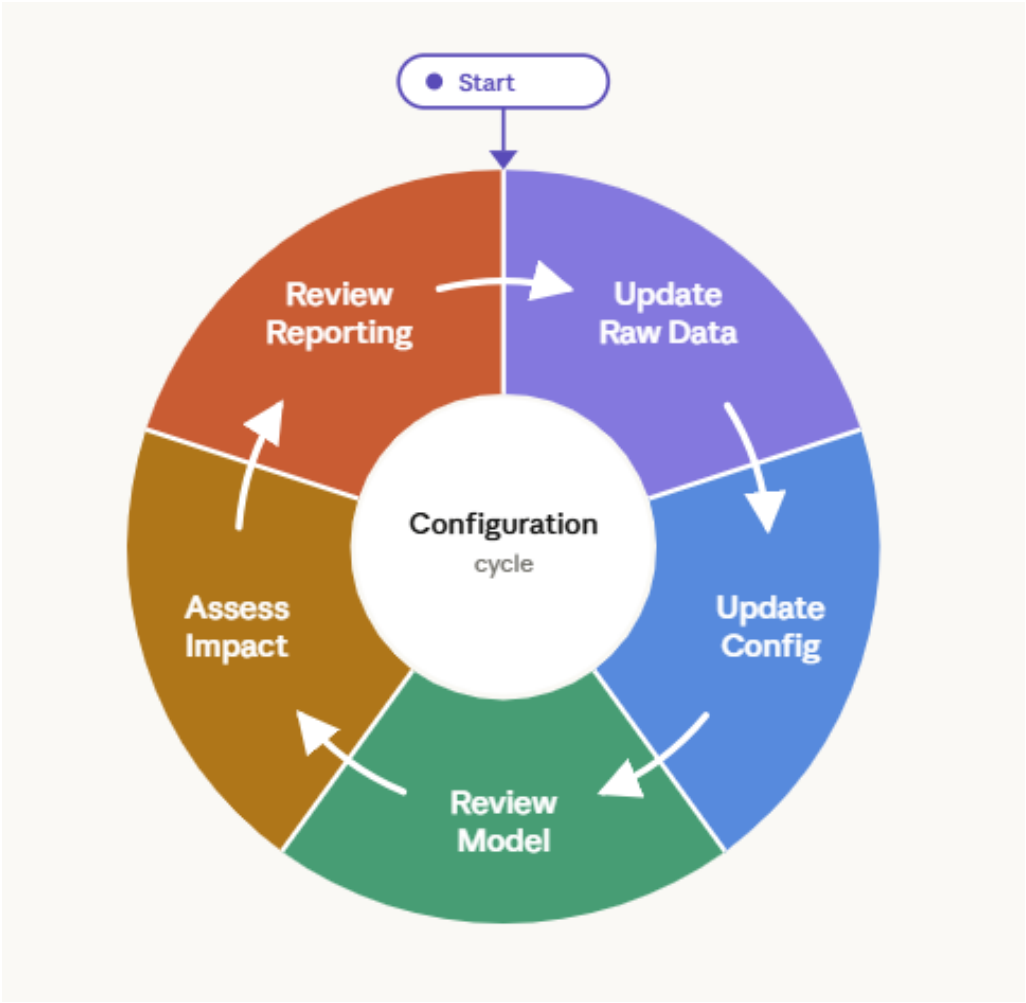 Start
Update
Raw Data
Update
Config
Review
Model
Assess
Impact
Review
Reporting
Configuration
cycle